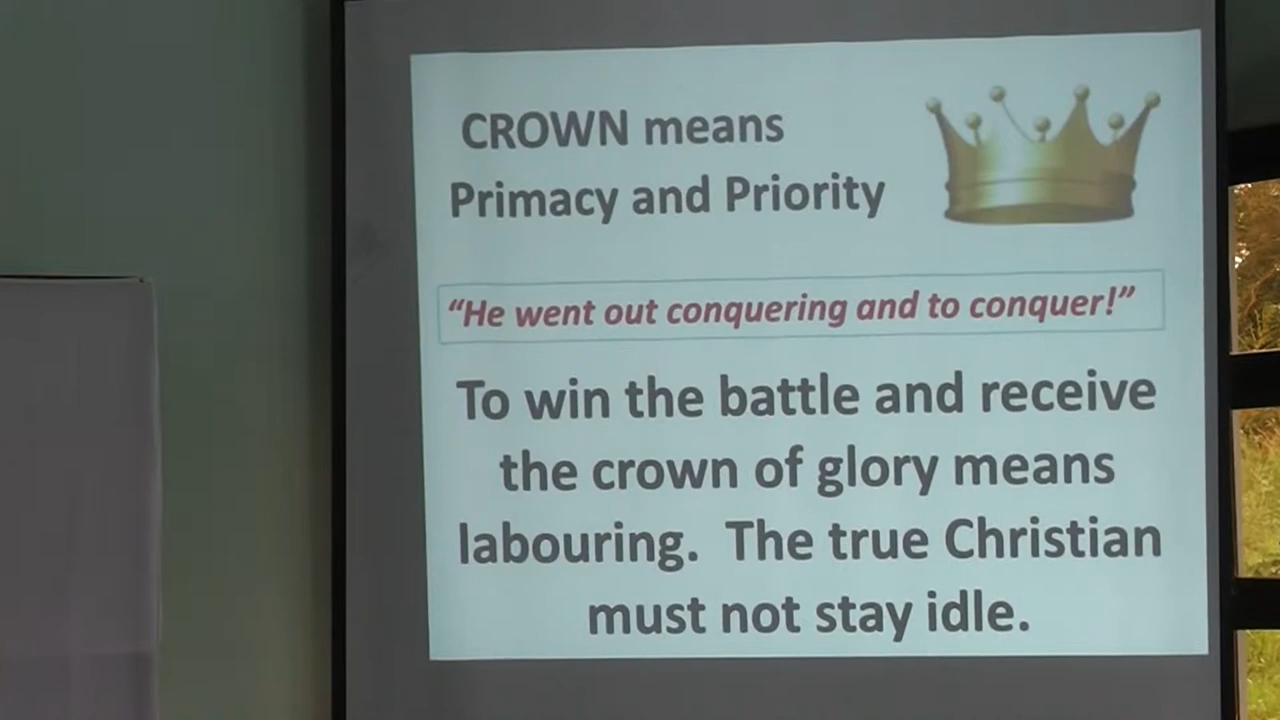 CROWN means
Primacy and Priority
“He went out conquering and to conquer!”
To win the battle and receive
the crown of glory means
labouring. The true Christian
must not stay idle.